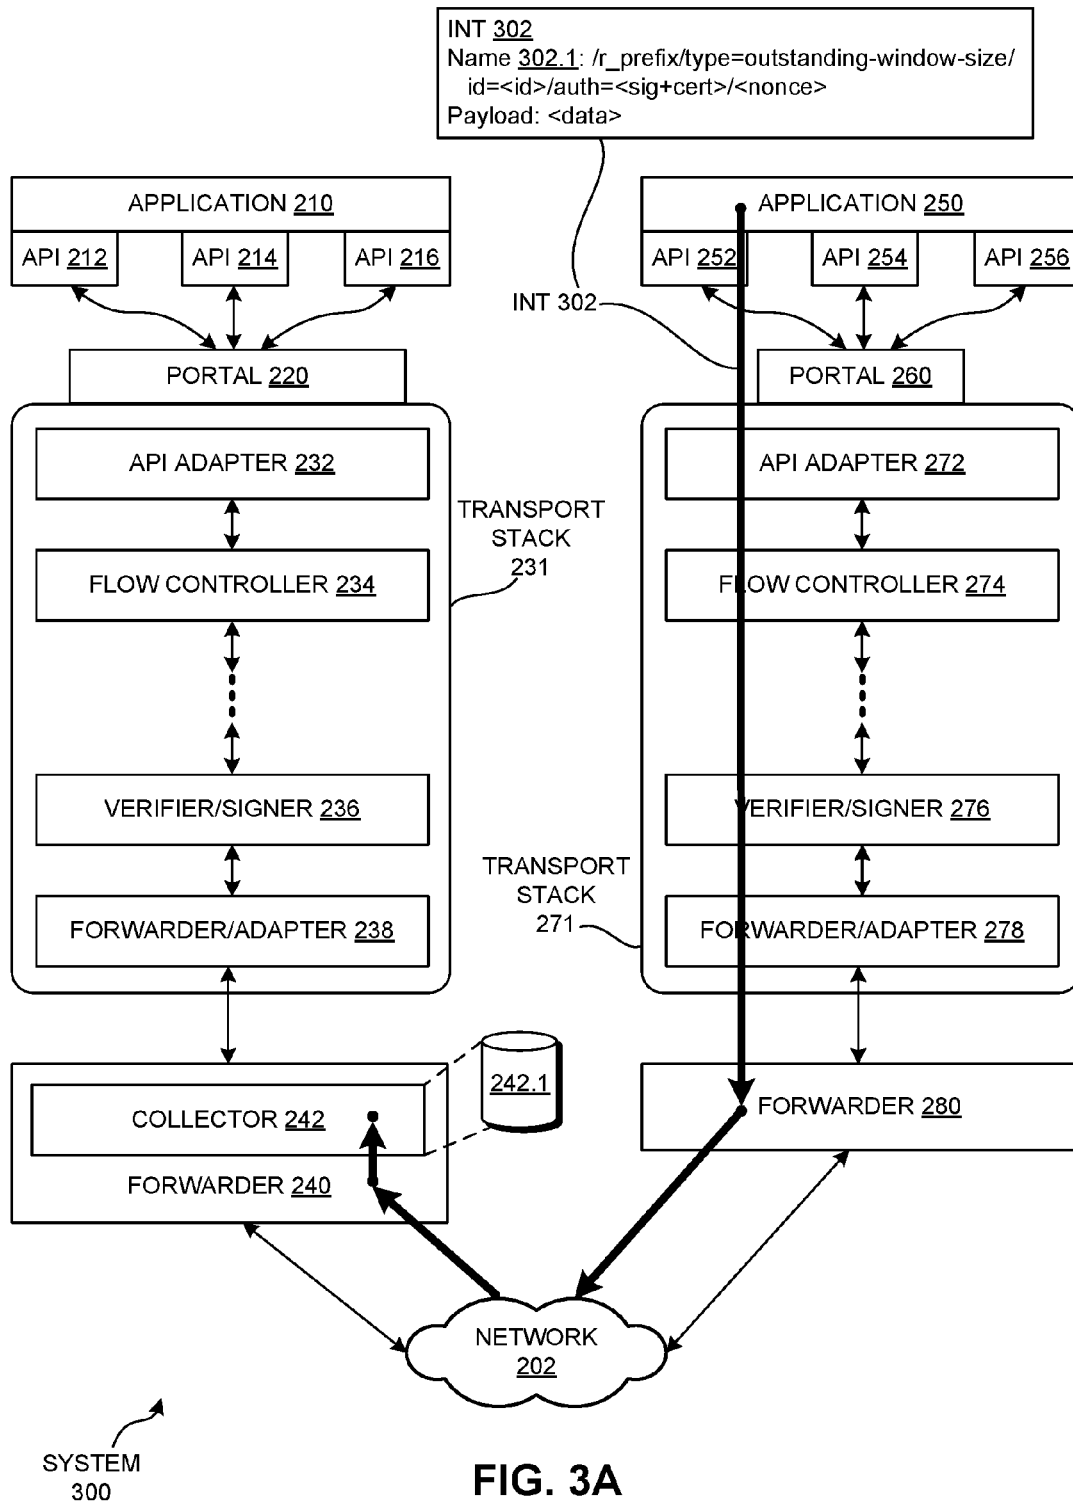 INT 302
Name 302.1: /r_prefix/type=outstanding-window-size/
id=<id>/auth=<sig+cert>/<nonce>
Payload: <data>
APPLICATION 210
API 212
API 214
API 216
APPLICATION 250
API 252
API 254
API 256
INT 302
PORTAL 220
PORTAL 260
API ADAPTER 232
FLOW CONTROLLER 234
VERIFIER/SIGNER 236
FORWARDER/ADAPTER 238
TRANSPORT
STACK
231
API ADAPTER 272
FLOW CONTROLLER 274
VERIFIER/SIGNER 276
FORWARDER/ADAPTER 278
TRANSPORT
STACK
271
COLLECTOR 242
242.1
FORWARDER 240
FORWARDER 280
NETWORK
202
SYSTEM
300
FIG. 3A